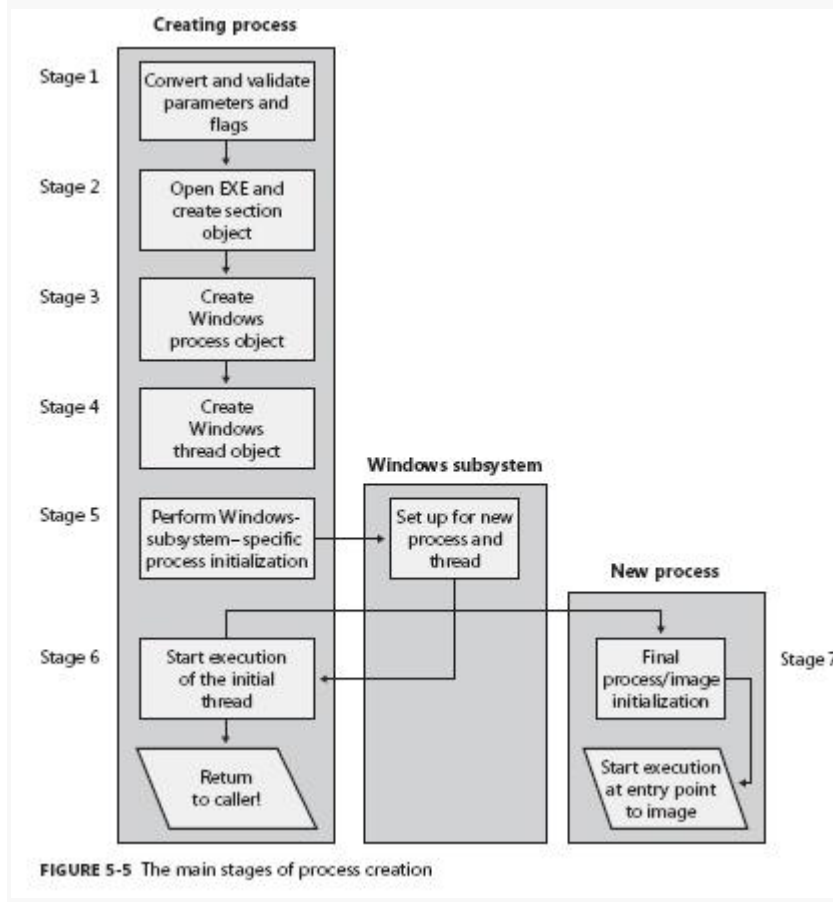 Creating process
Stage 1
Convert and validate
parameters and
flags
Stage 2
Open EXE and
create section
object
Stage 3
Create
Windows
process object
Stage 4
Create
Windows
thread object
Windows subsystem
Stage 5
Perform Windows-
subsystem–specific
process initialization
Set up for new
process and
thread
New process
Stage 6
Start execution
of the initial
thread
Final
process/image
initialization
Stage 7
Return
to caller!
Start execution
at entry point
to image
FIGURE 5-5 The main stages of process creation